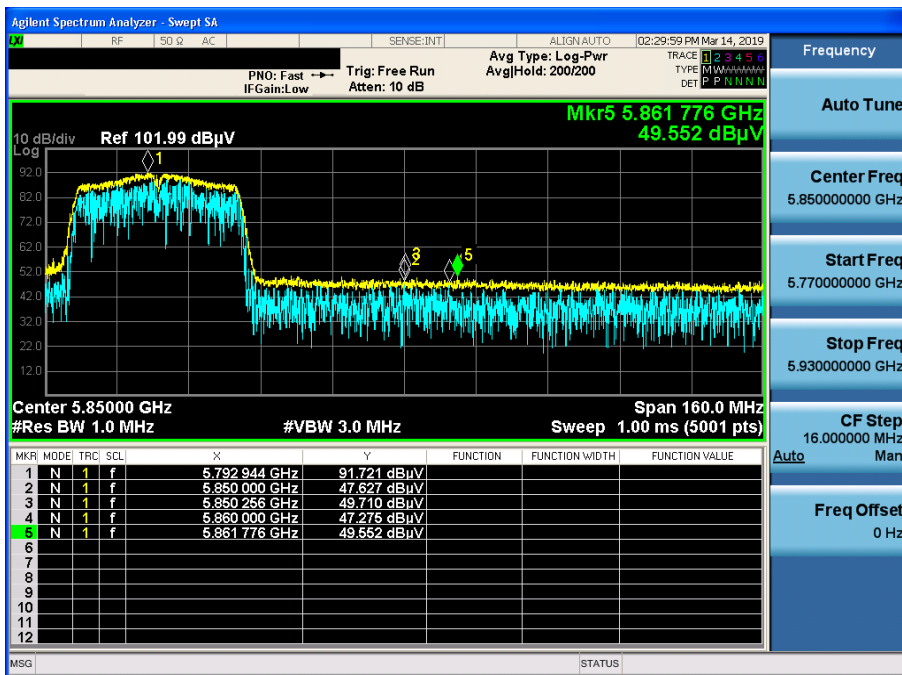 Agilent Spectrum Analyzer - Swept SA
LXI RF 50 Ω AC SENSE:INT ALIGN AUTO 02:29:59 PM Mar 14, 2019
Frequency
PNO: Fast Trig: Free Run Avg Type: Log-Pwr TRACE 1 2 3 4 5 6
IFGain:Low Atten: 10 dB Avg|Hold: 200/200 TYPE MWWWWW
DET P P N N N N
Auto Tune
Mkr5 5.861 776 GHz
49.552 dBµV
10 dB/div Ref 101.99 dBµV
Log
92.0
82.0
72.0
62.0
52.0
42.0
32.0
22.0
12.0
1
3
2
5
Center Freq
5.850000000 GHz
Start Freq
5.770000000 GHz
Stop Freq
5.930000000 GHz
CF Step
16.000000 MHz
Auto Man
Freq Offset
0 Hz
Center 5.85000 GHz Span 160.0 MHz
#Res BW 1.0 MHz #VBW 3.0 MHz Sweep 1.00 ms (5001 pts)
MKR MODE TRC SCL X Y FUNCTION FUNCTION WIDTH FUNCTION VALUE
1 N 1 f 5.792 944 GHz 91.721 dBµV
2 N 1 f 5.850 000 GHz 47.627 dBµV
3 N 1 f 5.850 256 GHz 49.710 dBµV
4 N 1 f 5.860 000 GHz 47.275 dBµV
5 N 1 f 5.861 776 GHz 49.552 dBµV
6
7
8
9
10
11
12
MSG STATUS